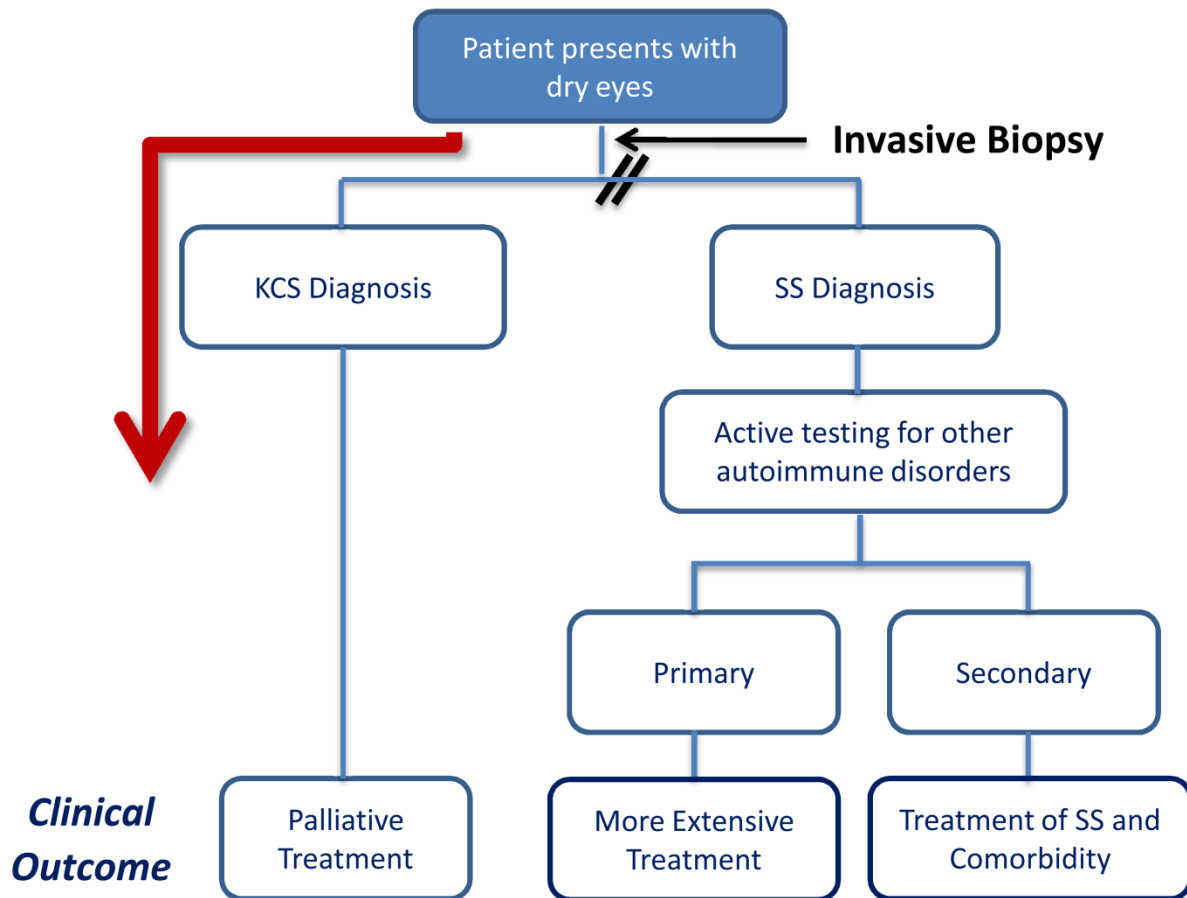 Patient presents with
dry eyes
Invasive Biopsy
KCS Diagnosis
SS Diagnosis
Active testing for other
autoimmune disorders
Primary
Secondary
Clinical
Outcome
Palliative
Treatment
More Extensive
Treatment
Treatment of SS and
Comorbidity